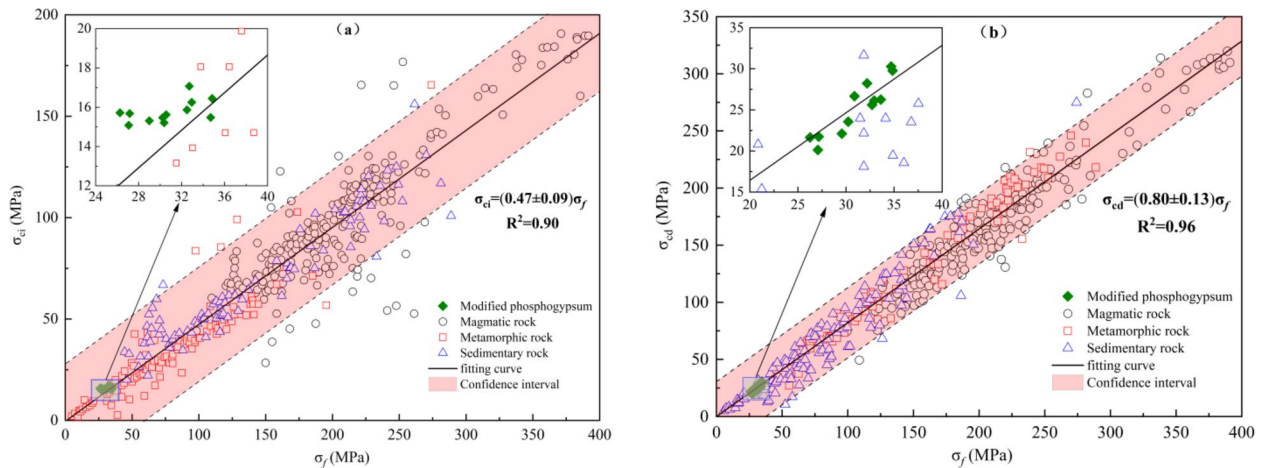 (a)
σci (MPa)
200
150
100
50
0
20
18
16
14
12
24
28
32
36
40
σci=(0.47±0.09)σf
R²=0.90
Modified phosphogypsum
Magmatic rock
Metamorphic rock
Sedimentary rock
fitting curve
Confidence interval
0 50 100 150 200 250 300 350 400
σf (MPa)
(b)
σcd (MPa)
350
300
250
200
150
100
50
0
35
30
25
20
15
20 25 30 35 40
σcd=(0.80±0.13)σf
R²=0.96
Modified phosphogypsum
Magmatic rock
Metamorphic rock
Sedimentary rock
fitting curve
Confidence interval
0 50 100 150 200 250 300 350 400
σf (MPa)